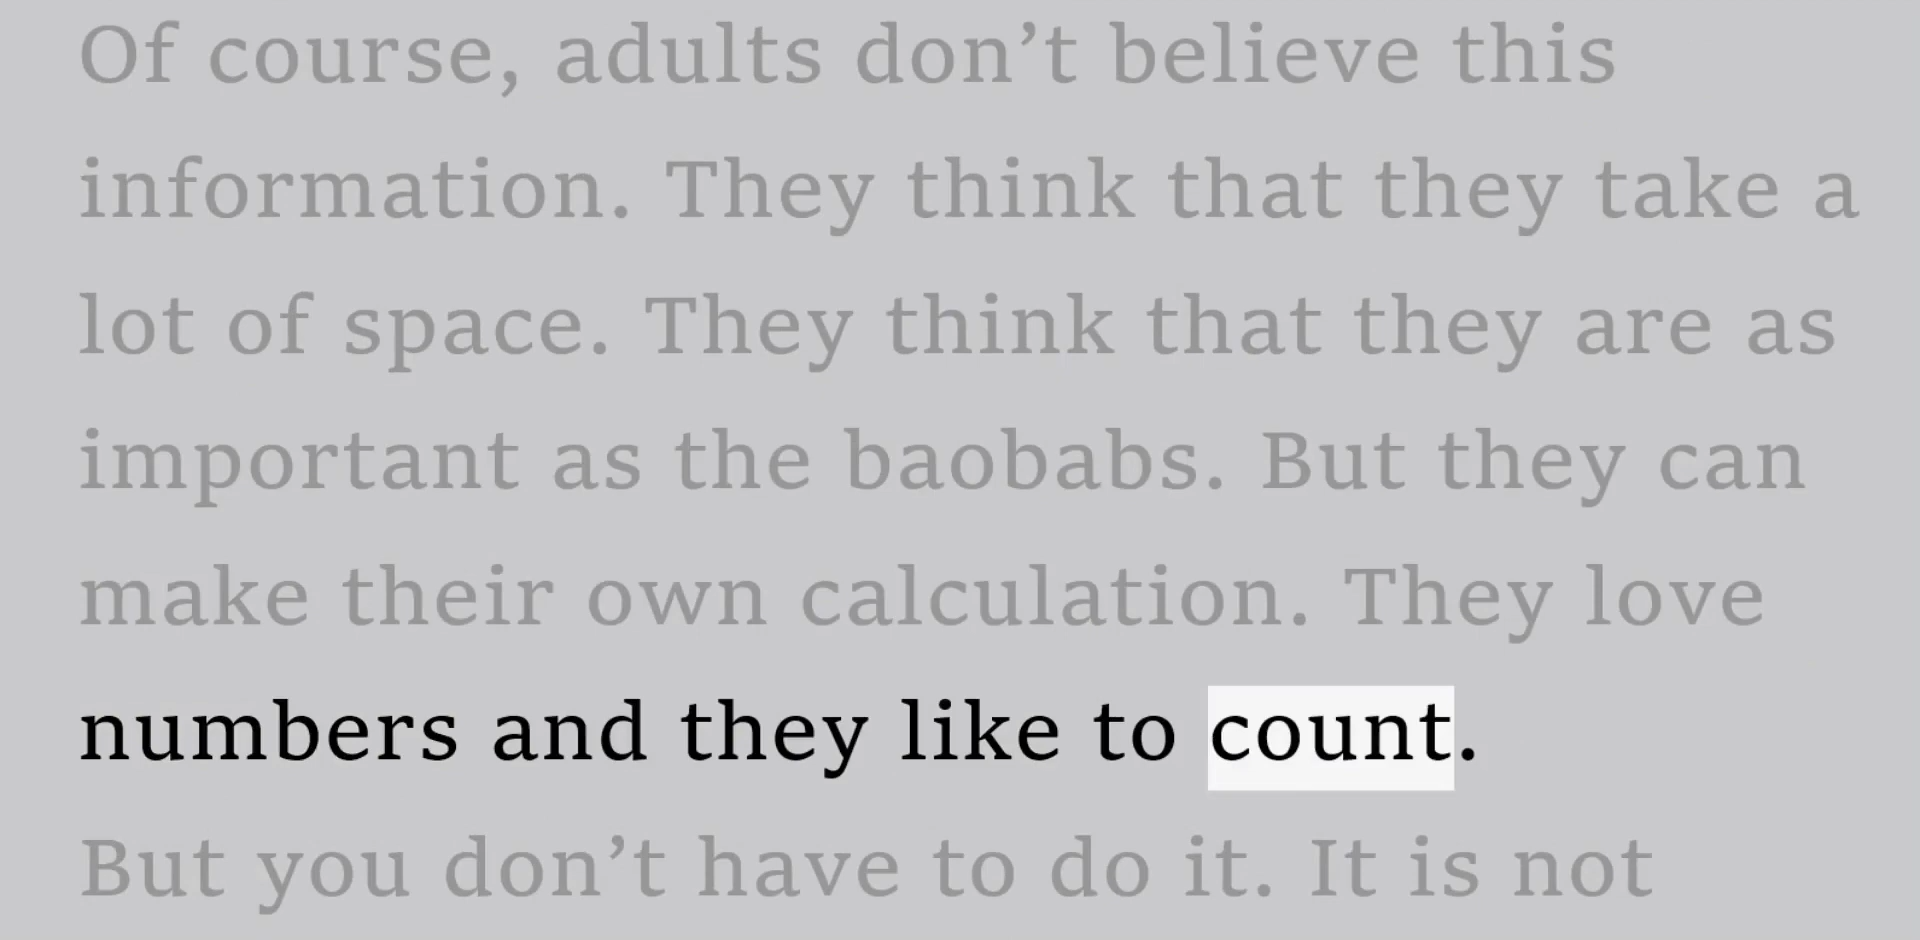 Of course, adults don’t believe this
information. They think that they take a
lot of space. They think that they are as
important as the baobabs. But they can
make their own calculation. They love
numbers and they like to count.
But you don’t have to do it. It is not